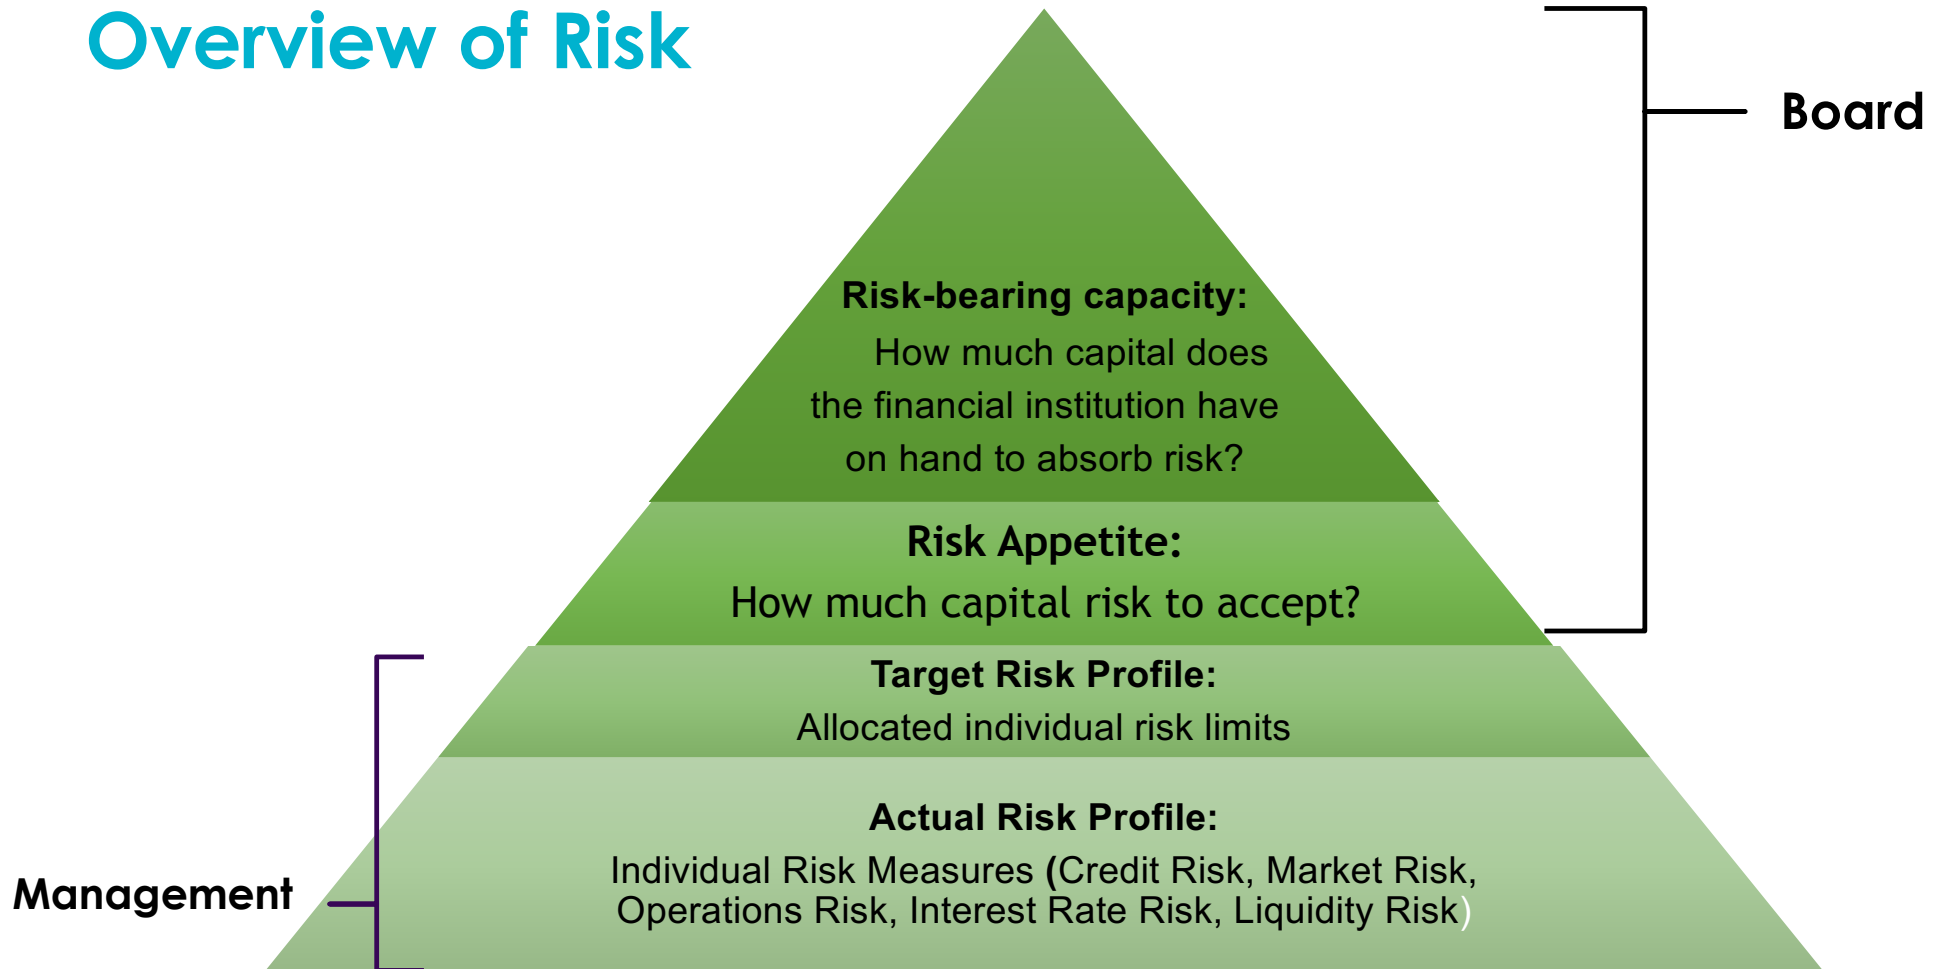 Overview of Risk
Board
Risk-bearing capacity:
How much capital does
the financial institution have
on hand to absorb risk?
Risk Appetite:
How much capital risk to accept?
Target Risk Profile:
Allocated individual risk limits
Actual Risk Profile:
Individual Risk Measures (Credit Risk, Market Risk,
Operations Risk, Interest Rate Risk, Liquidity Risk)
Management